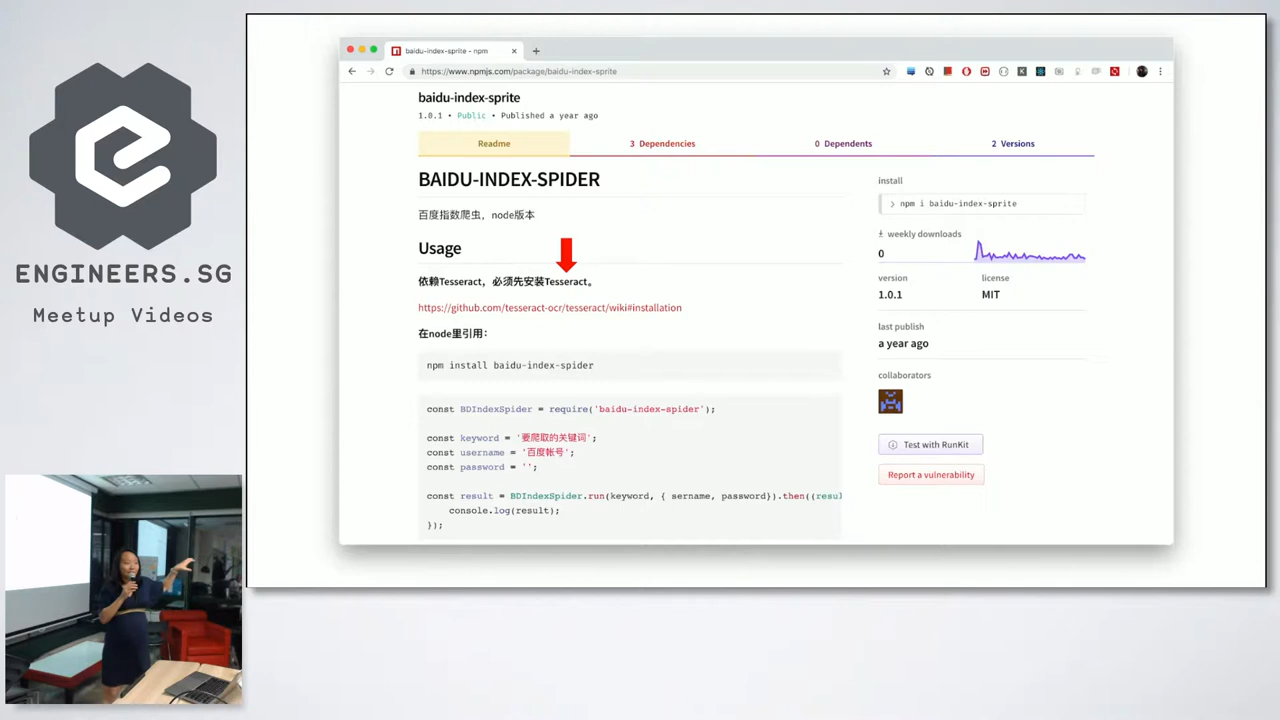 ENGINEERS.SG
Meetup Videos
baidu-index-sprite - npm
https://www.npmjs.com/package/baidu-index-sprite
baidu-index-sprite
1.0.1 • Public • Published a year ago
Readme
3 Dependencies
0 Dependents
2 Versions
BAIDU-INDEX-SPIDER
百度指数爬虫，node版本
Usage
依赖Tesseract，必须先安装Tesseract。
https://github.com/tesseract-ocr/tesseract/wiki#installation
在node里引用：
npm install baidu-index-spider
const BDIndexSpider = require('baidu-index-spider');
const keyword = '要爬取的关键词';
const username = '百度帐号';
const password = '';
const result = BDIndexSpider.run(keyword, { sername, password}).then((resul
console.log(result);
});
install
> npm i baidu-index-sprite
weekly downloads
0
version
license
1.0.1
MIT
last publish
a year ago
collaborators
Test with RunKit
Report a vulnerability